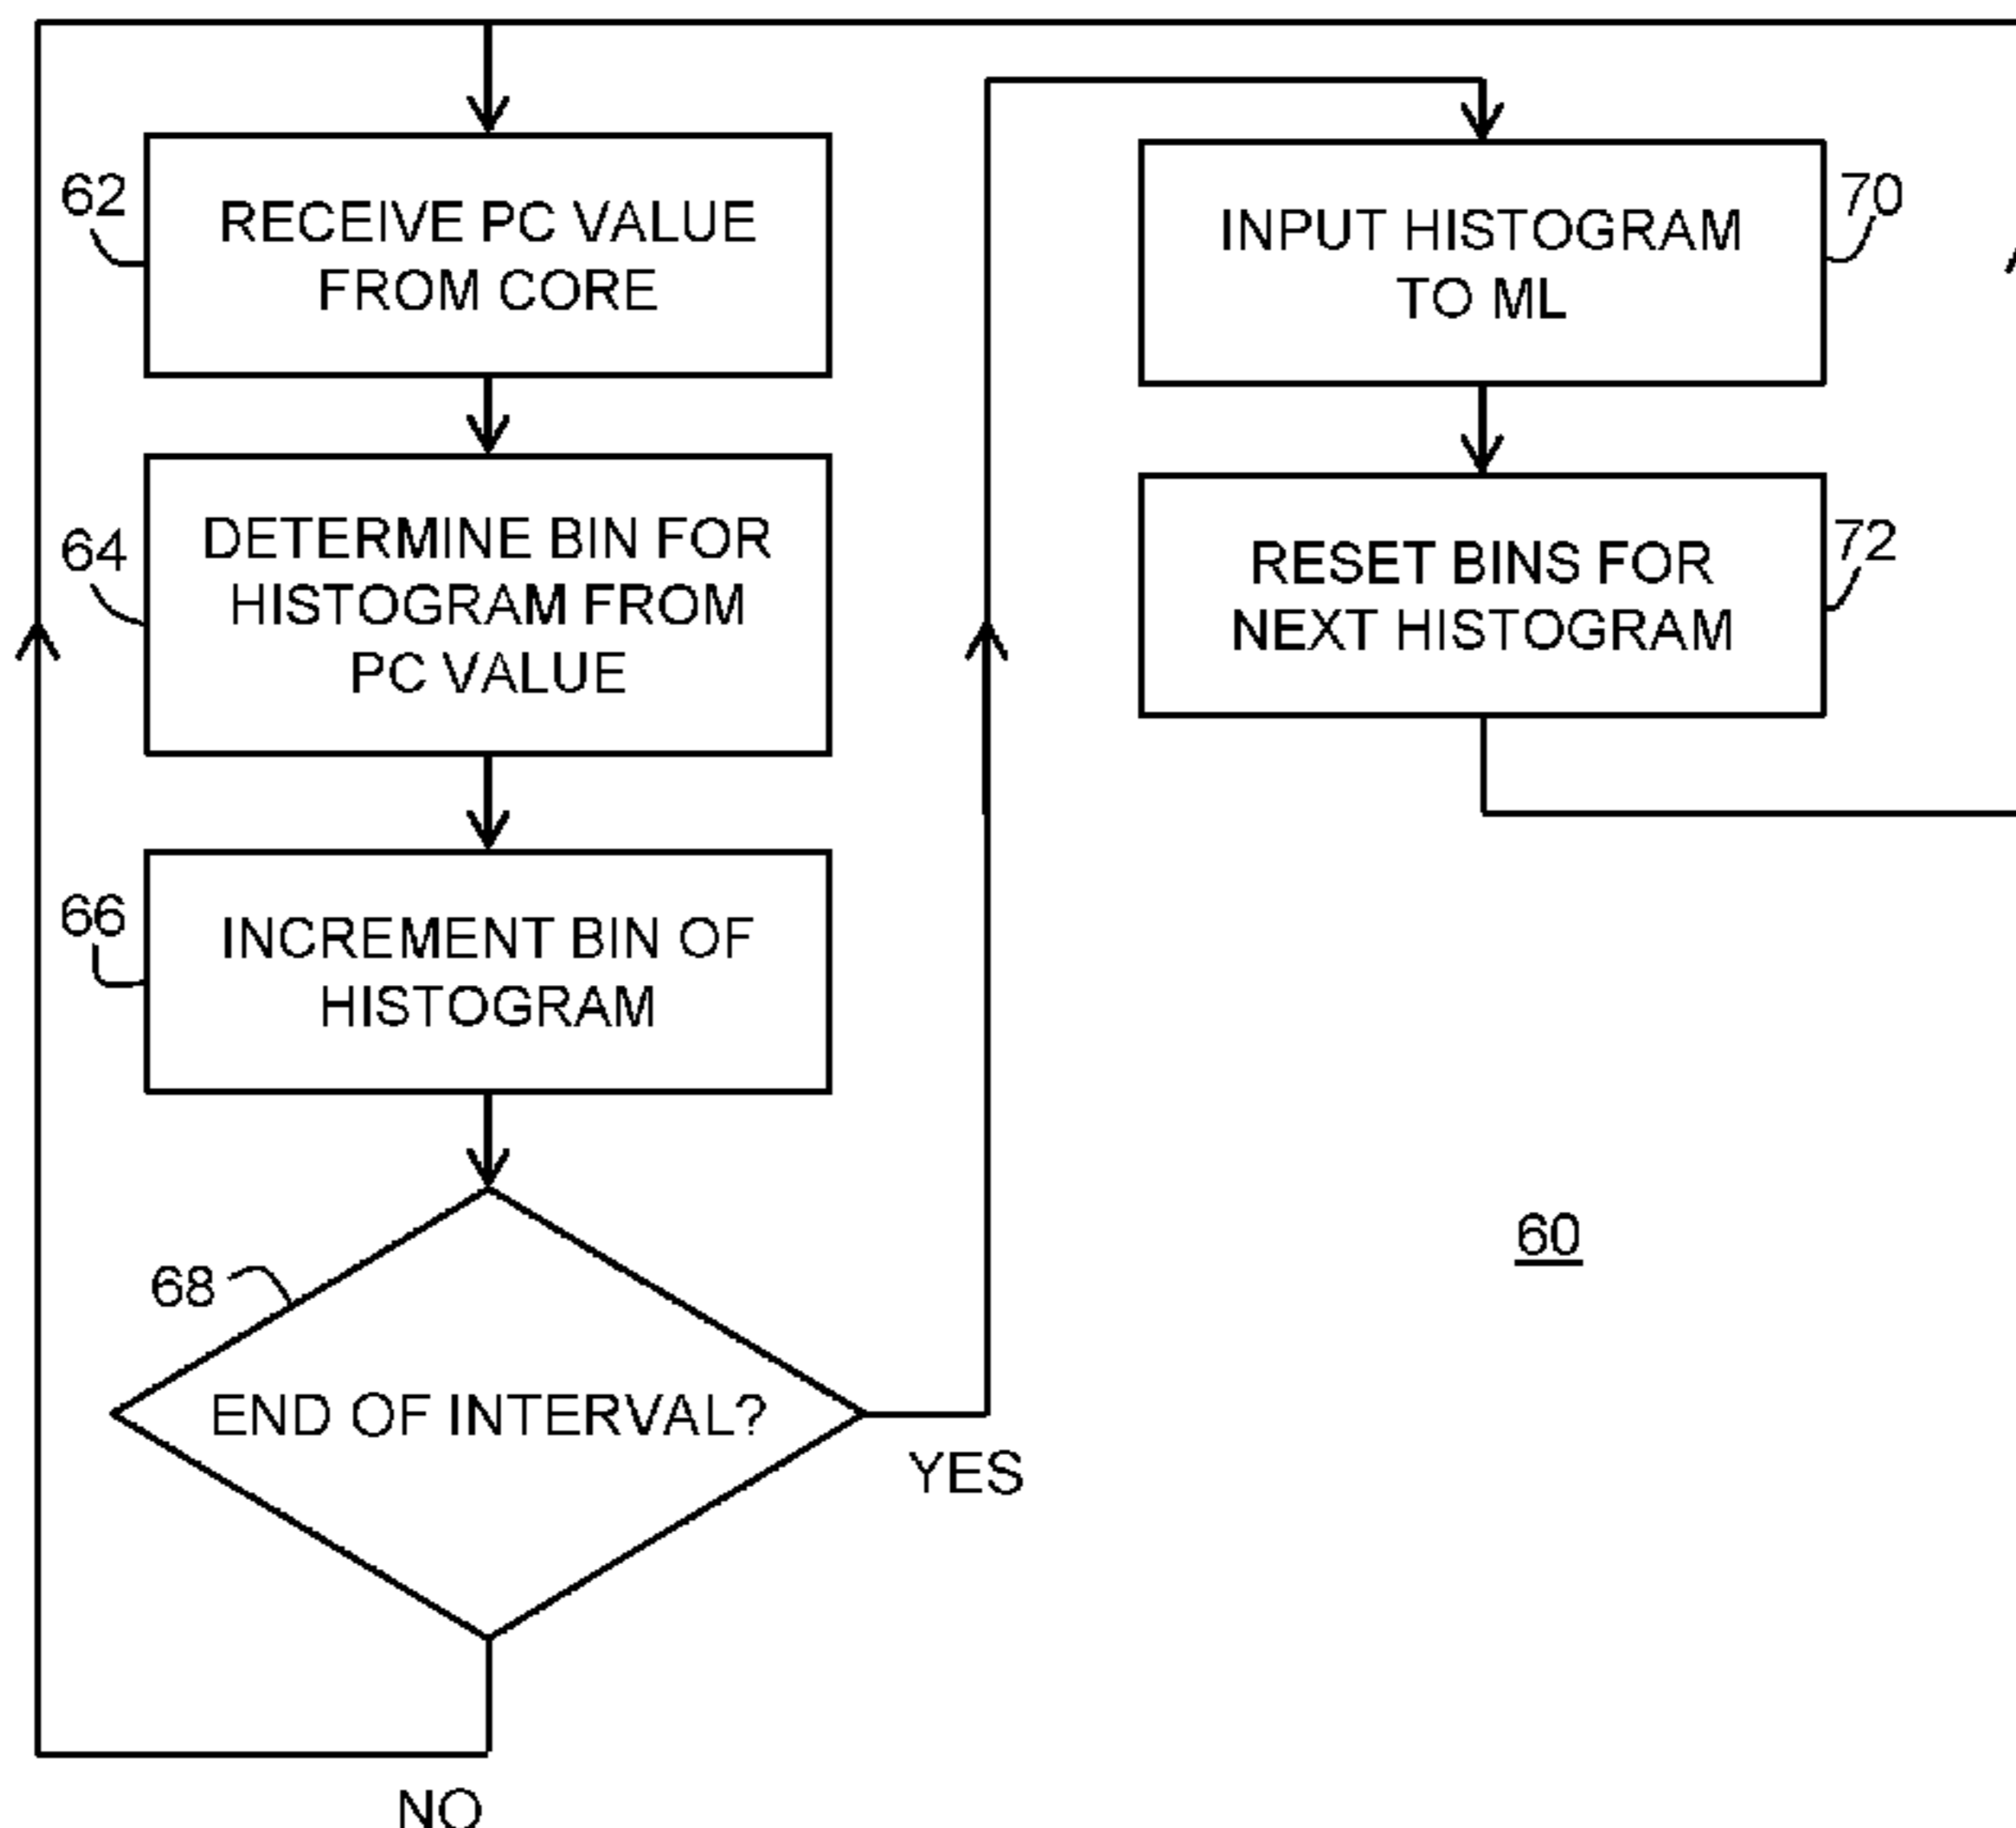 62
RECEIVE PC VALUE
FROM CORE
64
DETERMINE BIN FOR
HISTOGRAM FROM
PC VALUE
66
INCREMENT BIN OF
HISTOGRAM
68
END OF INTERVAL?
YES
NO
70
INPUT HISTOGRAM
TO ML
72
RESET BINS FOR
NEXT HISTOGRAM
60